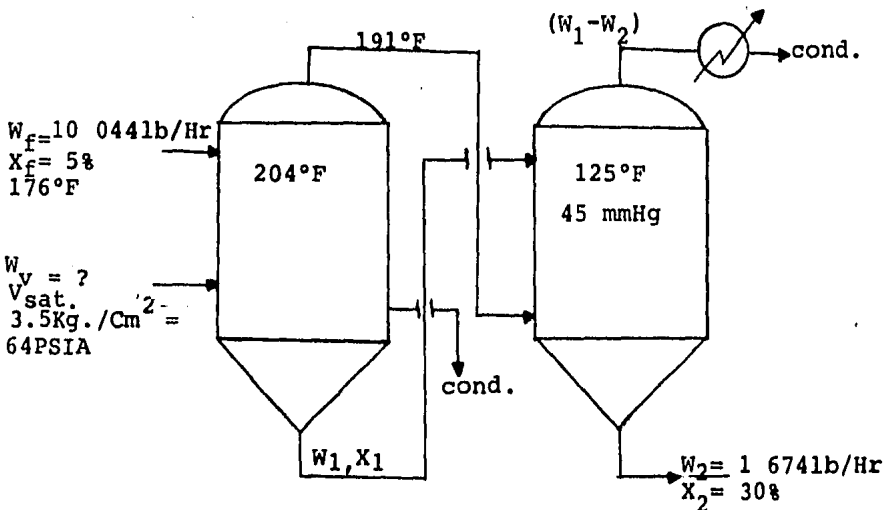 (W1-W2)
191°F
cond.
Wf=10 044lb/Hr
Xf= 5%
176°F
204°F
125°F
45 mmHg
Wv = ?
Vsat.
3.5Kg./Cm2 =
64PSIA
cond.
W1,X1
W2= 1 674lb/Hr
X2= 30%